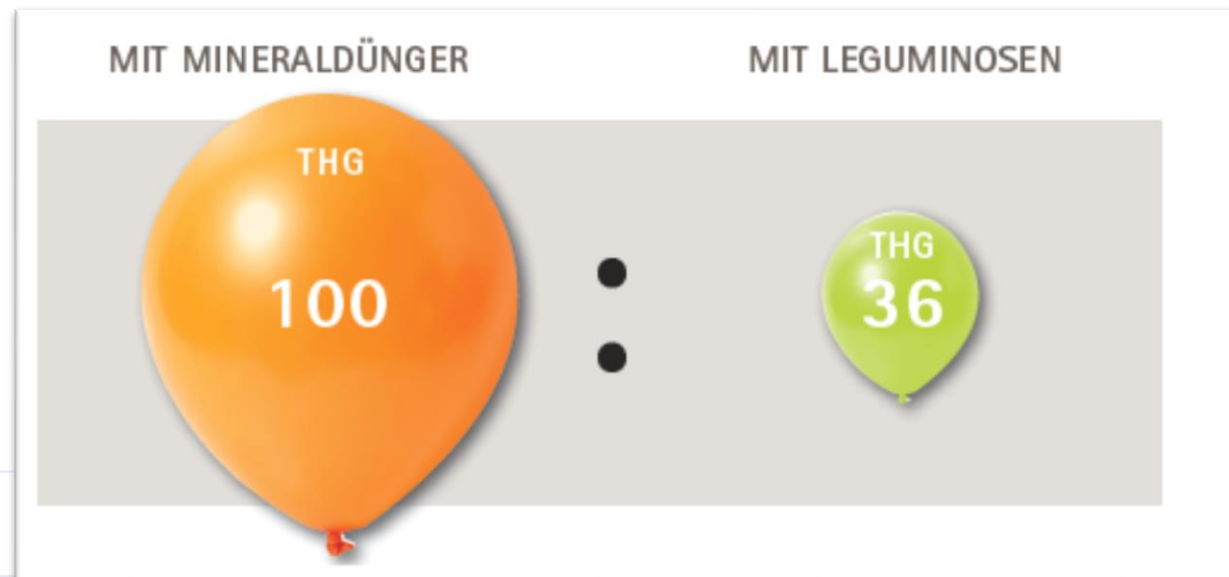 MIT MINERALDÜNGER
MIT LEGUMINOSEN
THG
100
:
THG
36